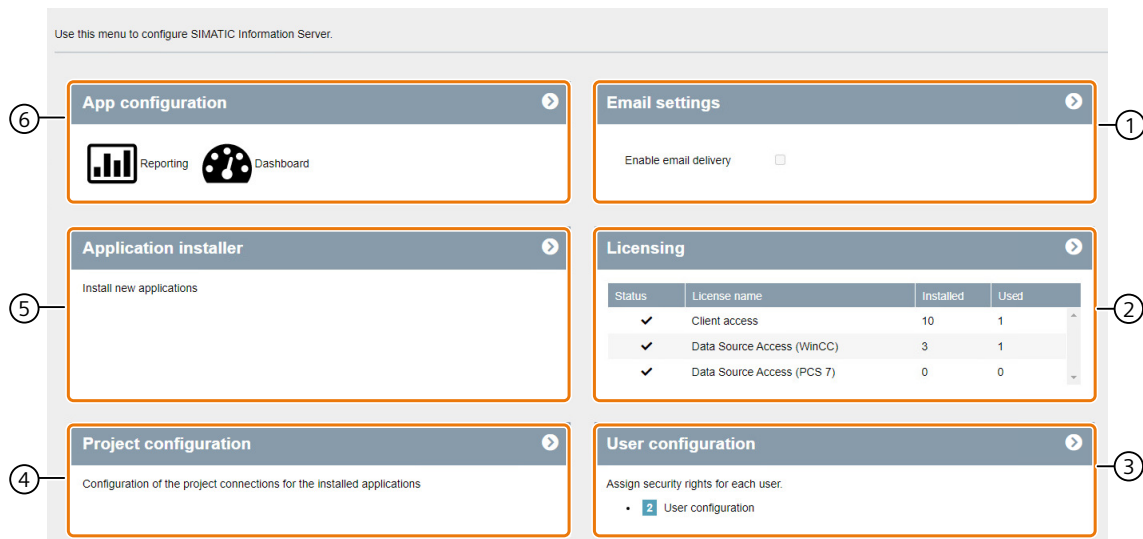 Use this menu to configure SIMATIC Information Server.
6
App configuration
Reporting
Dashboard
Email settings
Enable email delivery
1
5
Application installer
Install new applications
Licensing
Status License name Installed Used
Client access 10 1
Data Source Access (WinCC) 3 1
Data Source Access (PCS 7) 0 0
2
4
Project configuration
Configuration of the project connections for the installed applications
User configuration
Assign security rights for each user.
• 2 User configuration
3